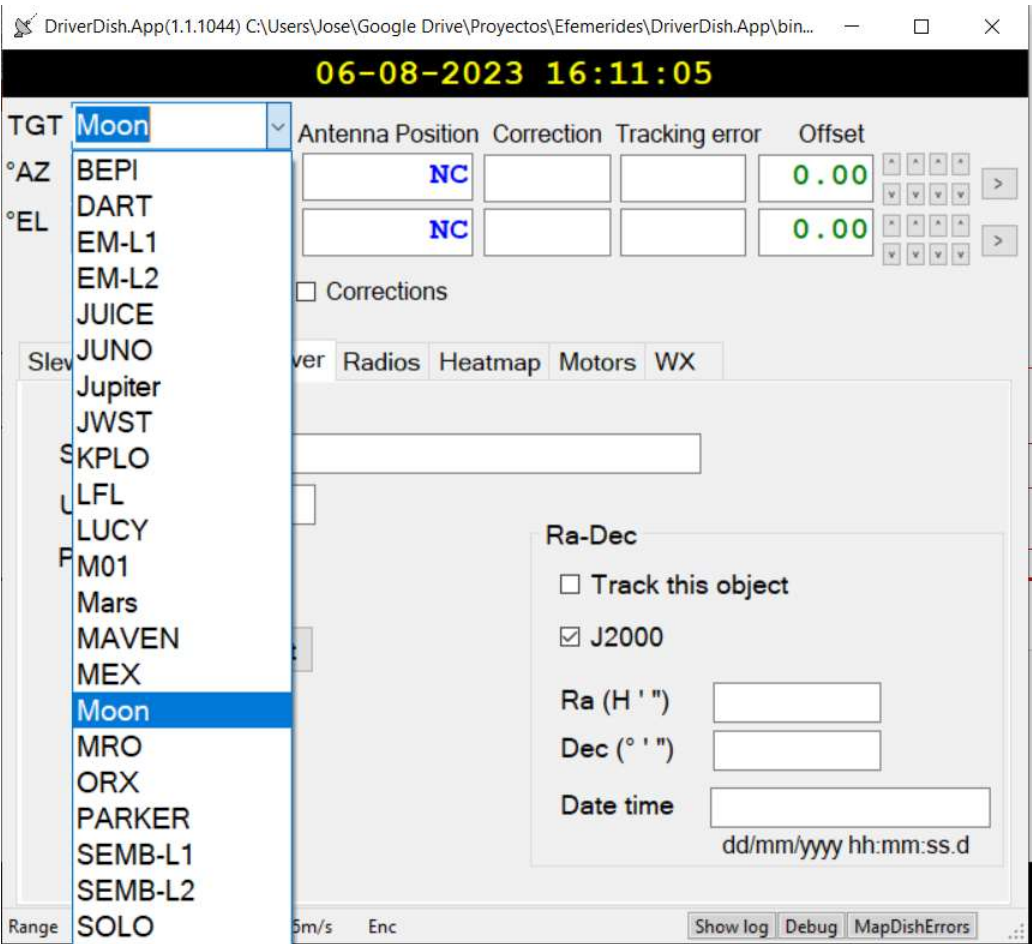 DriverDish.App(1.1.1044) C:\Users\Jose\Google Drive\Proyectos\Efemerides\DriverDish.App\bin...
06-08-2023 16:11:05
TGT Moon
Antenna Position Correction Tracking error Offset
°AZ NC 0.00 >
°EL NC 0.00 >
Corrections
BEPI
DART
EM-L1
EM-L2
JUICE
JUNO
Jupiter
JWST
KPLO
LFL
LUCY
M01
Mars
MAVEN
MEX
Moon
MRO
ORX
PARKER
SEMB-L1
SEMB-L2
SOLO
Radios Heatmap Motors WX
Ra-Dec
Track this object
J2000
Ra (H ' ")
Dec (° ' ")
Date time
dd/mm/yyyy hh:mm:ss.d
Range 5m/s Enc Show log Debug MapDishErrors